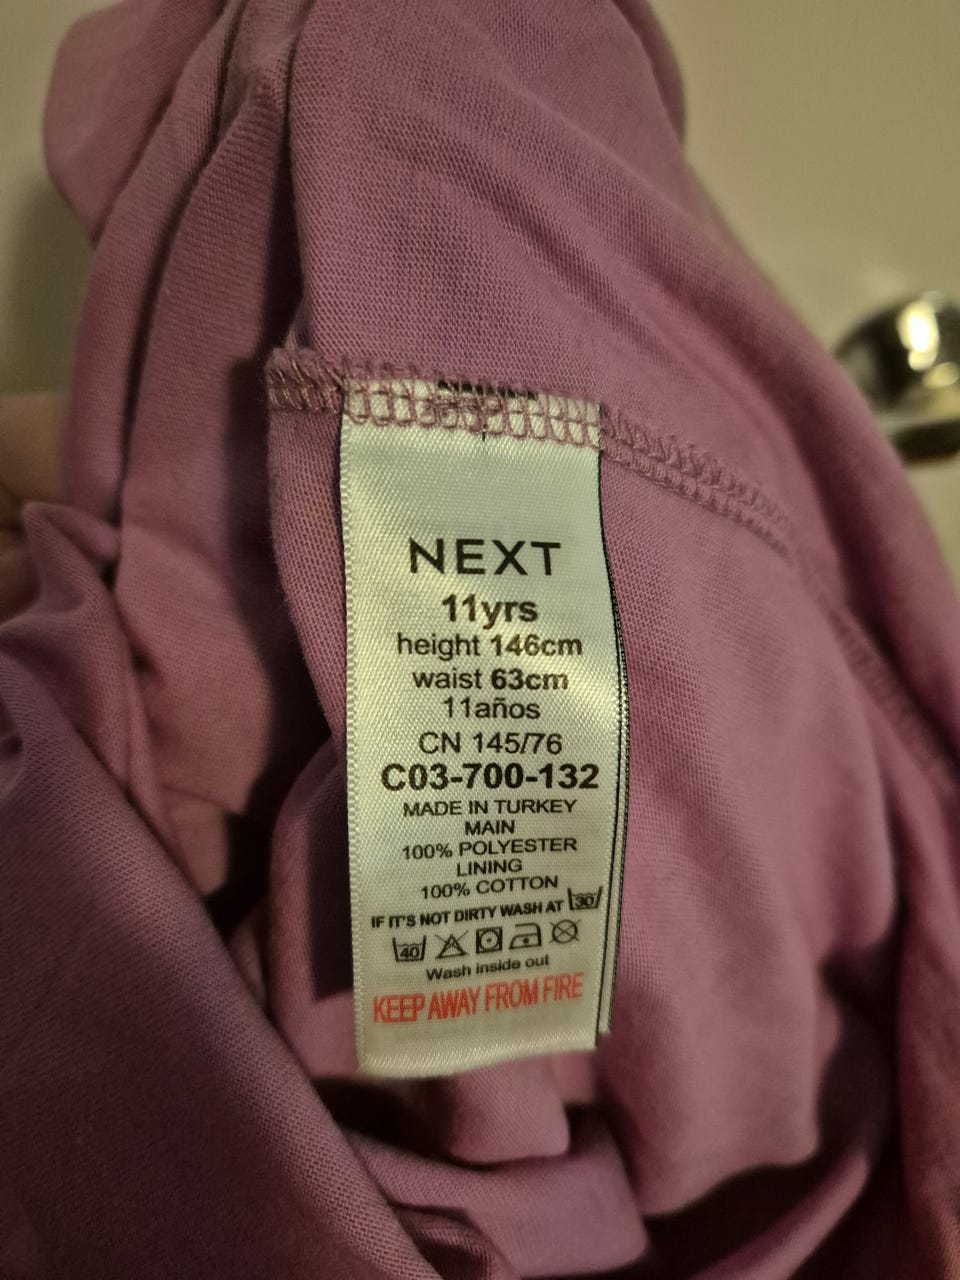 NEXT
11yrs
height 146cm
waist 63cm
11años
CN 145/76
C03-700-132
MADE IN TURKEY
MAIN
100% POLYESTER
LINING
100% COTTON
IF IT'S NOT DIRTY WASH AT 30
40
Wash inside out
KEEP AWAY FROM FIRE